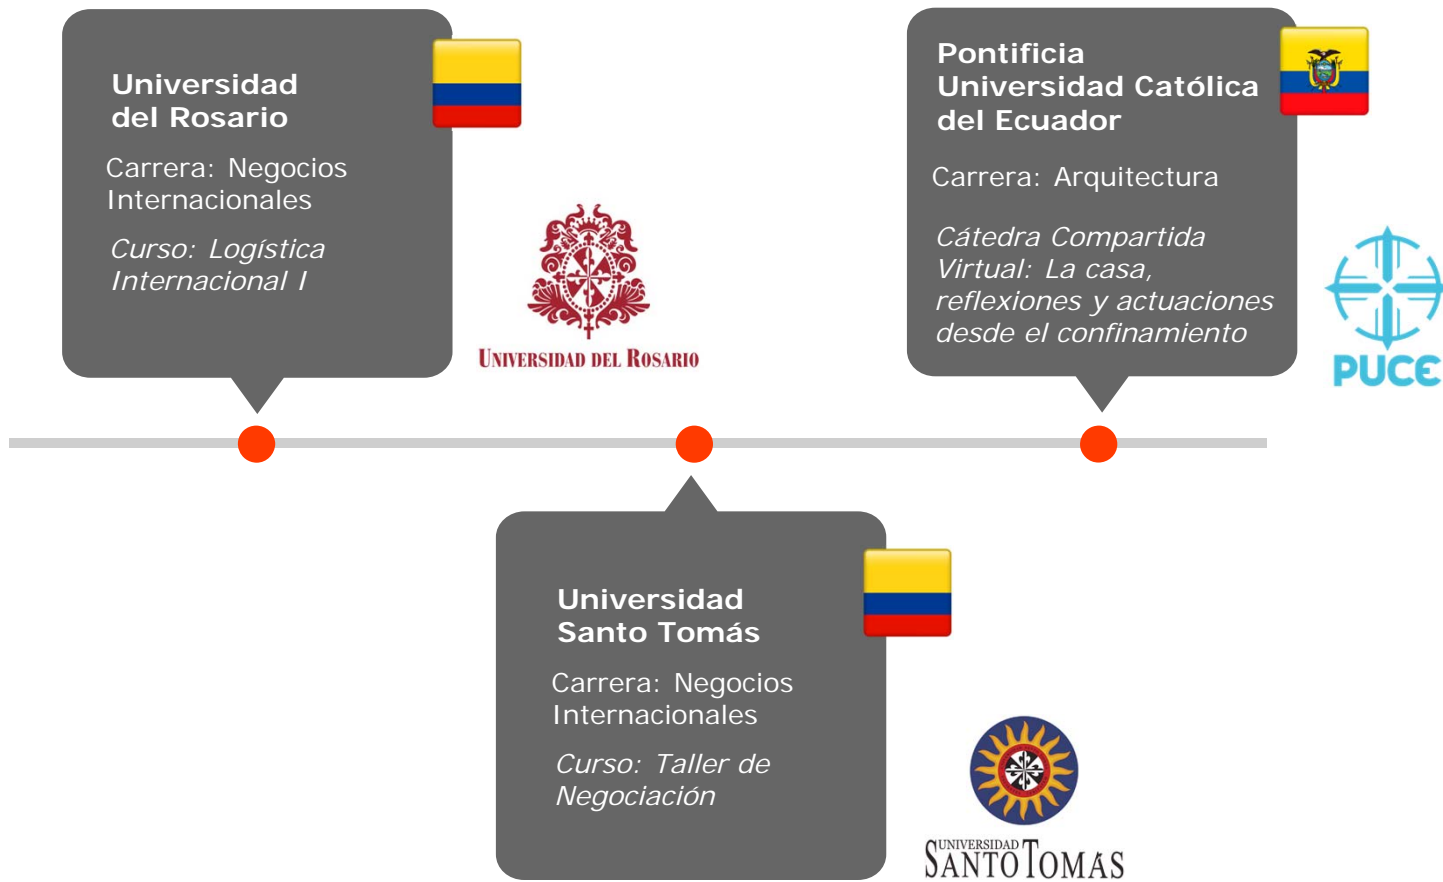 Universidad
del Rosario
Carrera: Negocios
Internacionales
Curso: Logística
Internacional I
UNIVERSIDAD DEL ROSARIO
Pontificia
Universidad Católica
del Ecuador
Carrera: Arquitectura
Cátedra Compartida
Virtual: La casa,
reflexiones y actuaciones
desde el confinamiento
PUCE
Universidad
Santo Tomás
Carrera: Negocios
Internacionales
Curso: Taller de
Negociación
UNIVERSIDAD
SANTO TOMÁS